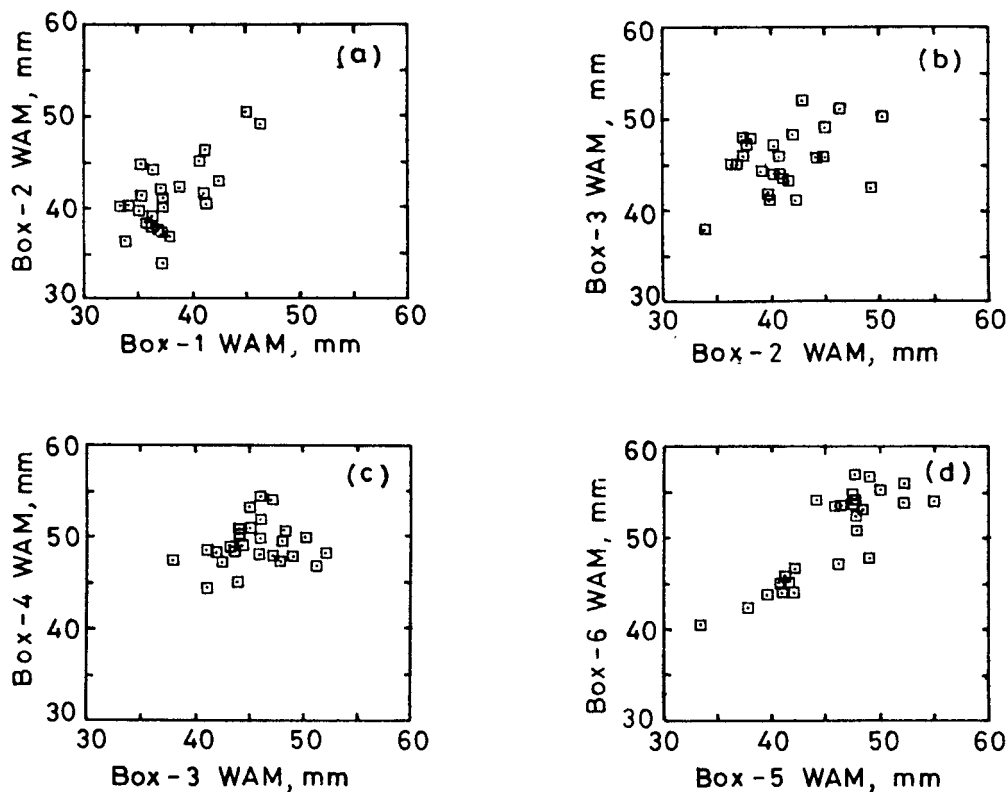 60
50
40
30
Box-2 WAM, mm
(a)
30 40 50 60
Box-1 WAM, mm
60
50
40
30
Box-3 WAM, mm
(b)
30 40 50 60
Box-2 WAM, mm
60
50
40
30
Box-4 WAM, mm
(c)
30 40 50 60
Box-3 WAM, mm
60
50
40
30
Box-6 WAM, mm
(d)
30 40 50 60
Box-5 WAM, mm